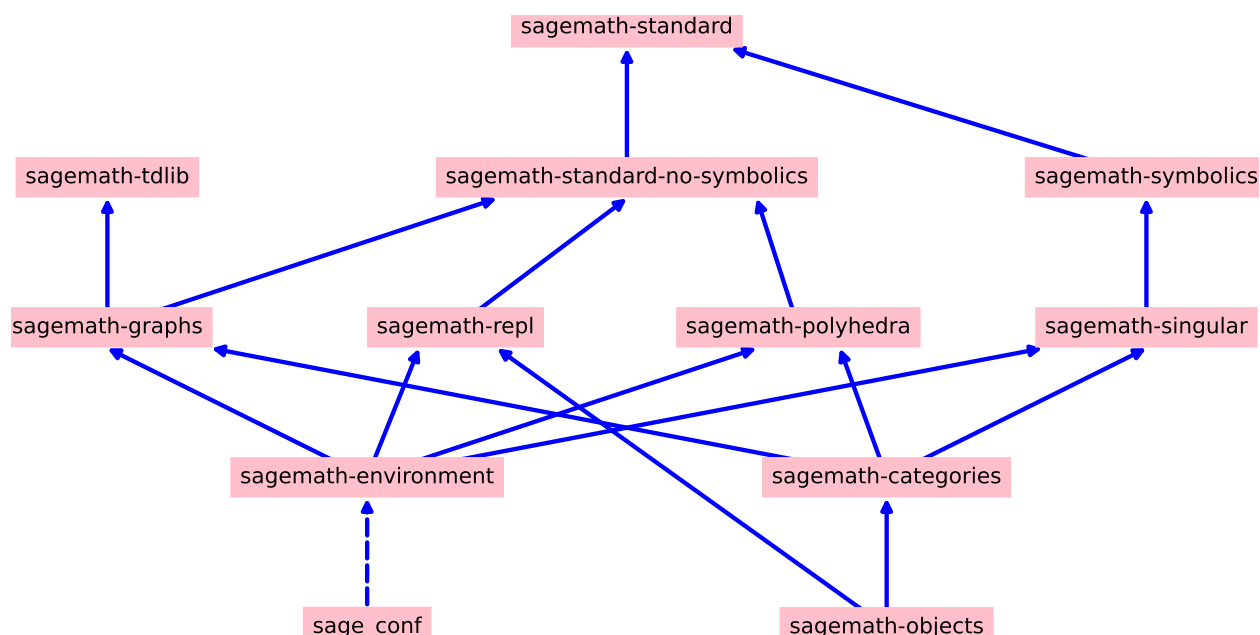 sagemath-standard
sagemath-tdlib
sagemath-standard-no-symbolics
sagemath-symbolics
sagemath-graphs
sagemath-repl
sagemath-polyhedra
sagemath-singular
sagemath-environment
sagemath-categories
sage_conf
sagemath-objects